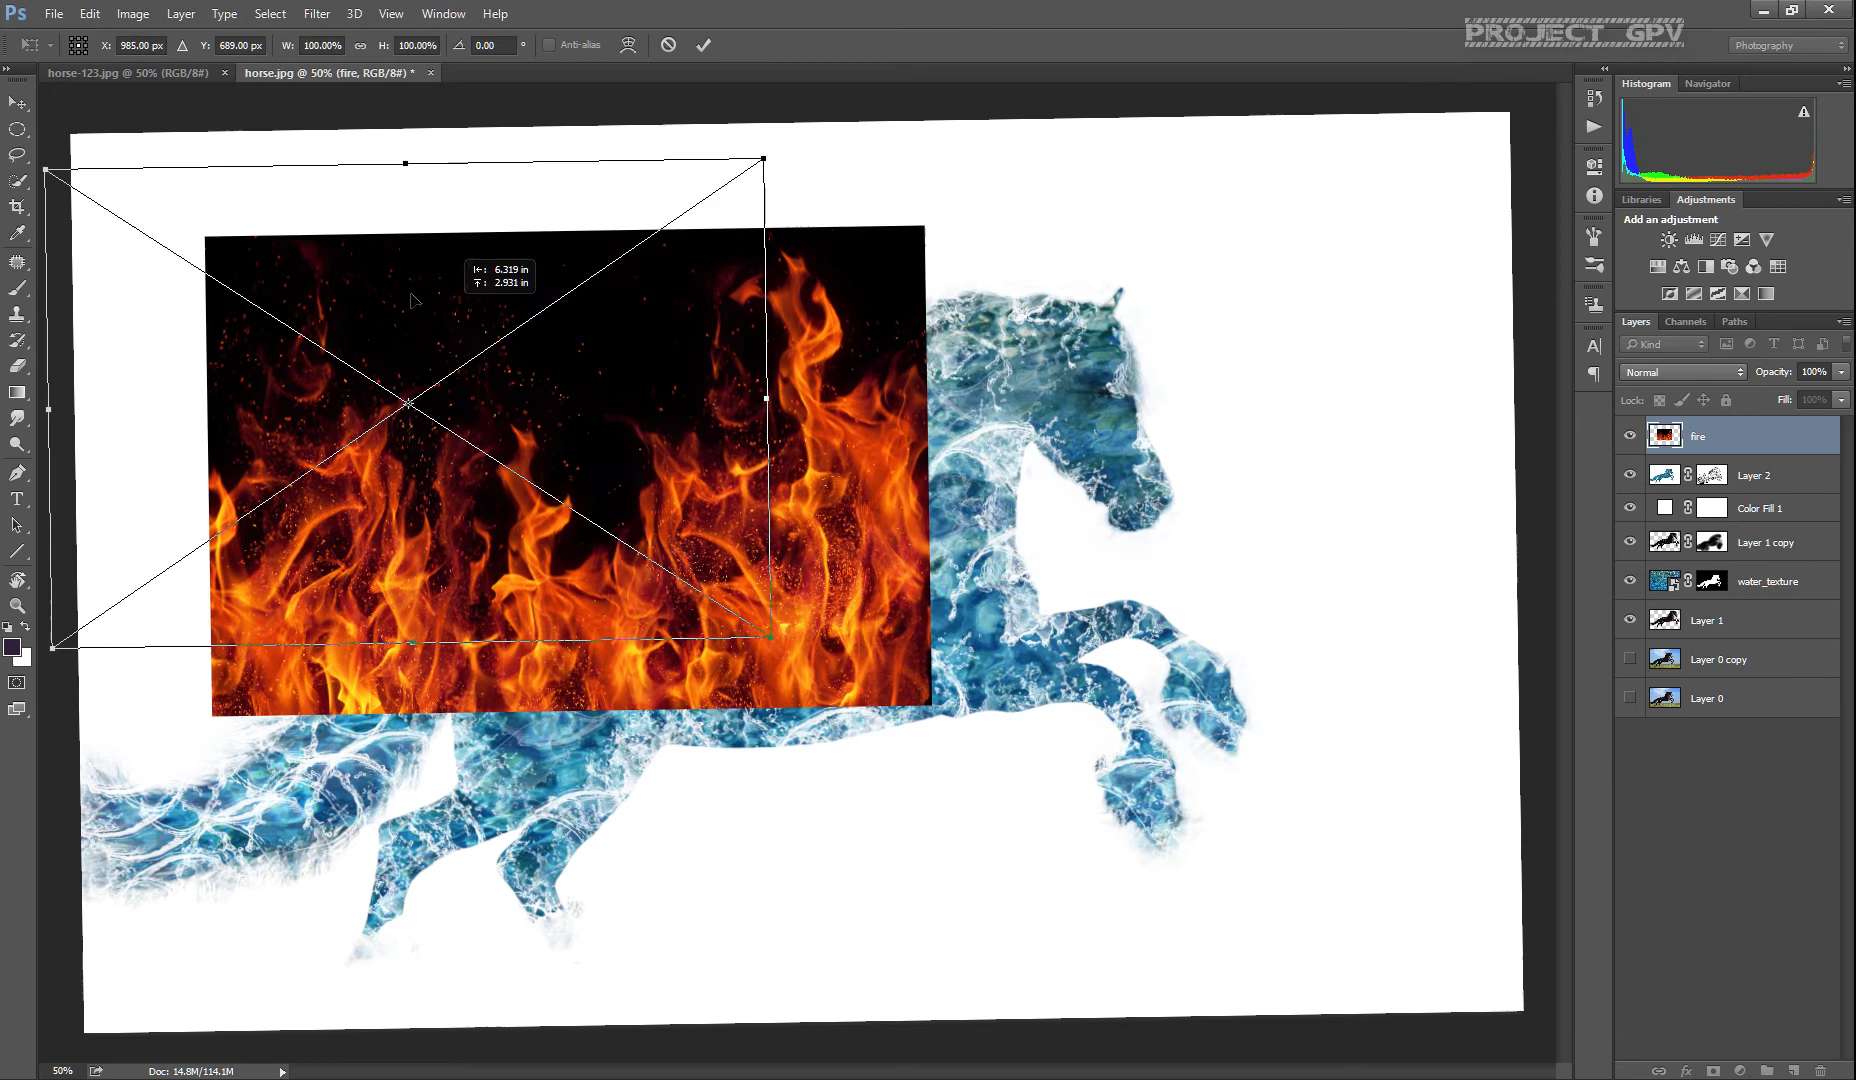 Ps File Edit Image Layer Type Select Filter 3D View Window Help
X: 985.00 px Y: 689.00 px W: 100.00% H: 100.00% 0.00 ° Anti-alias
PROJECT_GPV
Photography
horse-123.jpg @ 50% (RGB/8#) × horse.jpg @ 50% (fire, RGB/8#) * ×
Histogram Navigator
Libraries Adjustments
Add an adjustment
6.319 in
2.931 in
Layers Channels Paths
Kind
Normal Opacity: 100%
Lock: Fill: 100%
fire
Layer 2
Color Fill 1
Layer 1 copy
water_texture
Layer 1
Layer 0 copy
Layer 0
50% Doc: 14.8M/114.1M